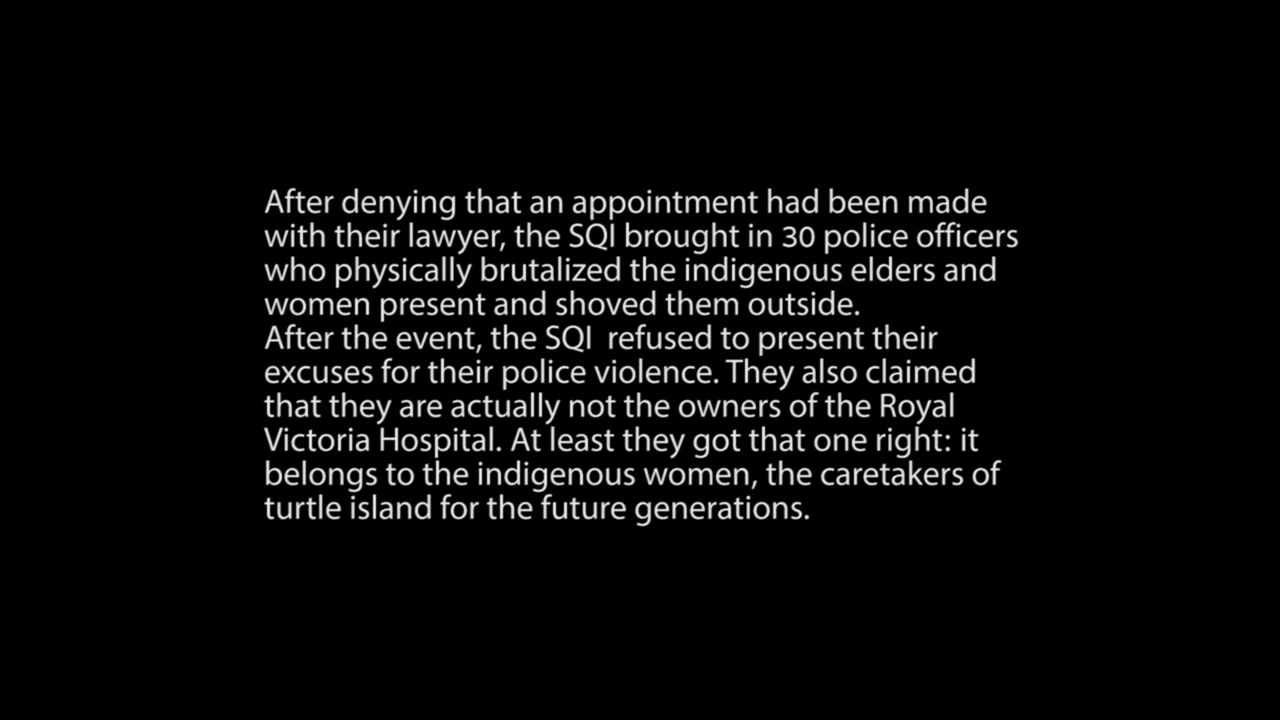 After denying that an appointment had been made
with their lawyer, the SQI brought in 30 police officers
who physically brutalized the indigenous elders and
women present and shoved them outside.
After the event, the SQI  refused to present their
excuses for their police violence. They also claimed
that they are actually not the owners of the Royal
Victoria Hospital. At least they got that one right: it
belongs to the indigenous women, the caretakers of
turtle island for the future generations.